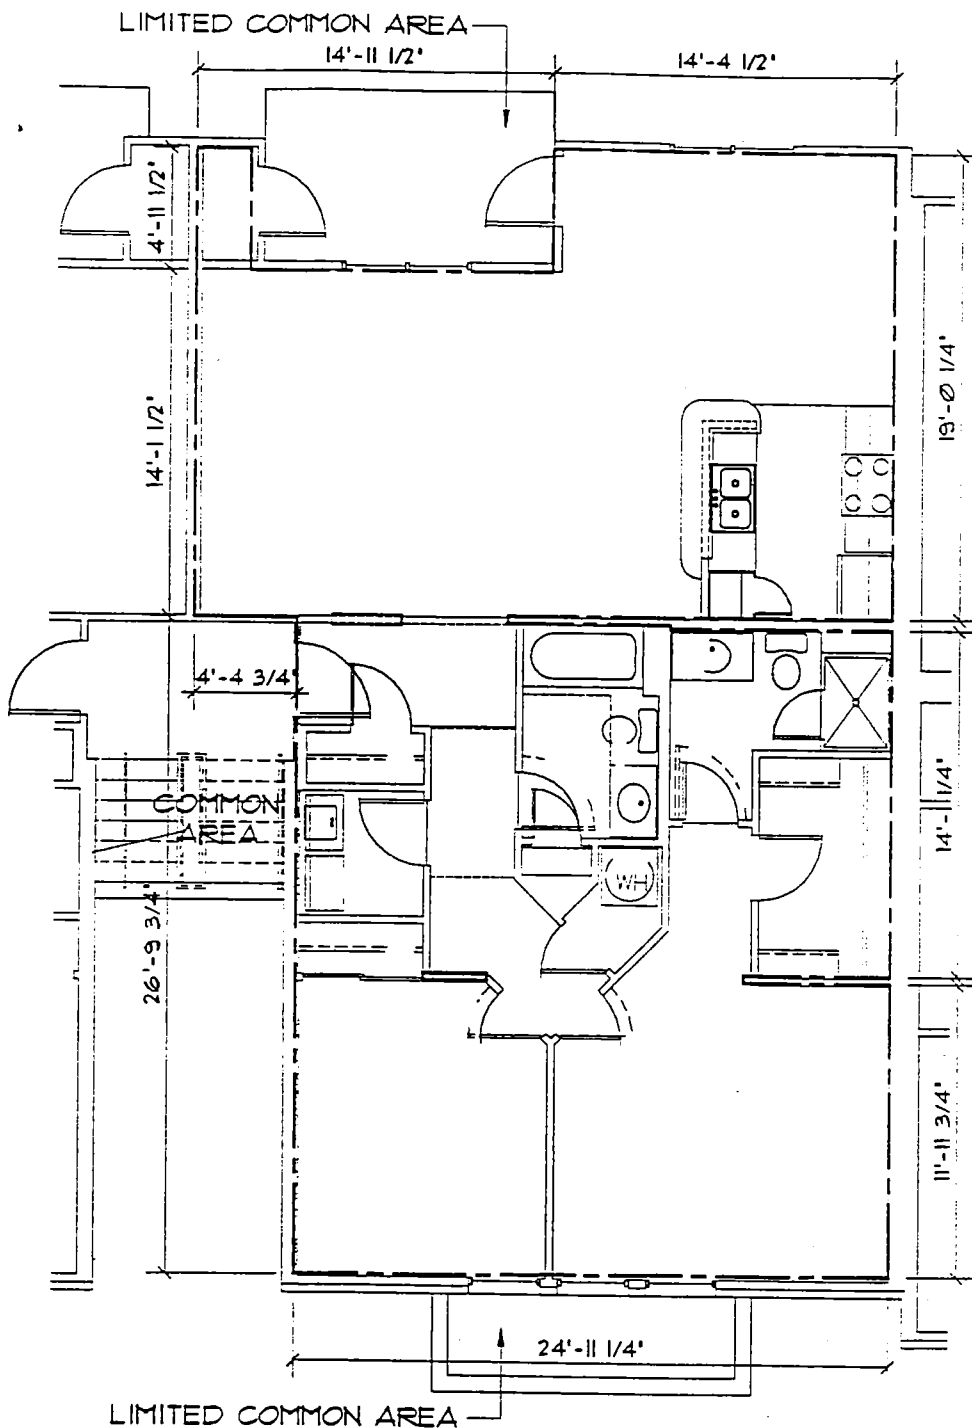 LIMITED COMMON AREA
14'-11 1/2"
14'-4 1/2"
4'-11 1/2"
14'-1 1/2"
19'-0 1/4"
4'-4 3/4"
COMMON
AREA
WH
14'-11 1/4"
26'-9 3/4"
11'-11 3/4"
24'-11 1/4"
LIMITED COMMON AREA